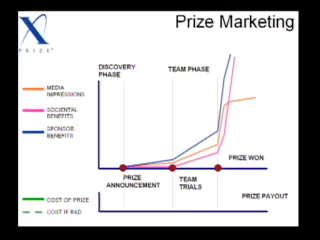 Prize Marketing
X
PRIZE
DISCOVERY
PHASE
TEAM PHASE
MEDIA
IMPRESSIONS
SOCIENTAL
BENEFITS
SPONSOR
BENEFITS
PRIZE WON
PRIZE
ANNOUNCEMENT
TEAM
TRIALS
COST OF PRIZE
COST IF R&D
PRIZE PAYOUT